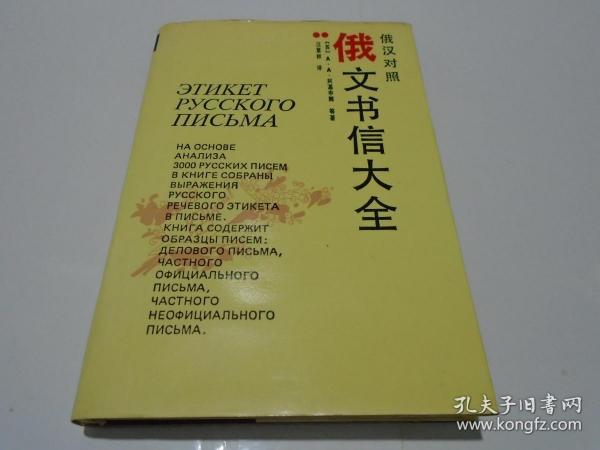 俄汉对照
俄文书信大全
ЭТИКЕТ
РУССКОГО
ПИСЬМА
НА ОСНОВЕ
АНАЛИЗА
3000 РУССКИХ ПИСЕМ
В КНИГЕ СОБРАНЫ
ВЫРАЖЕНИЯ
РУССКОГО
РЕЧЕВОГО ЭТИКЕТА
В ПИСЬМЕ.
КНИГА СОДЕРЖИТ
ОБРАЗЦЫ ПИСЕМ:
ДЕЛОВОГО ПИСЬМА,
ЧАСТНОГО
ОФИЦИАЛЬНОГО
ПИСЬМА,
ЧАСТНОГО
НЕОФИЦИАЛЬНОГО
ПИСЬМА.
孔夫子旧书网
www.kongfz.com